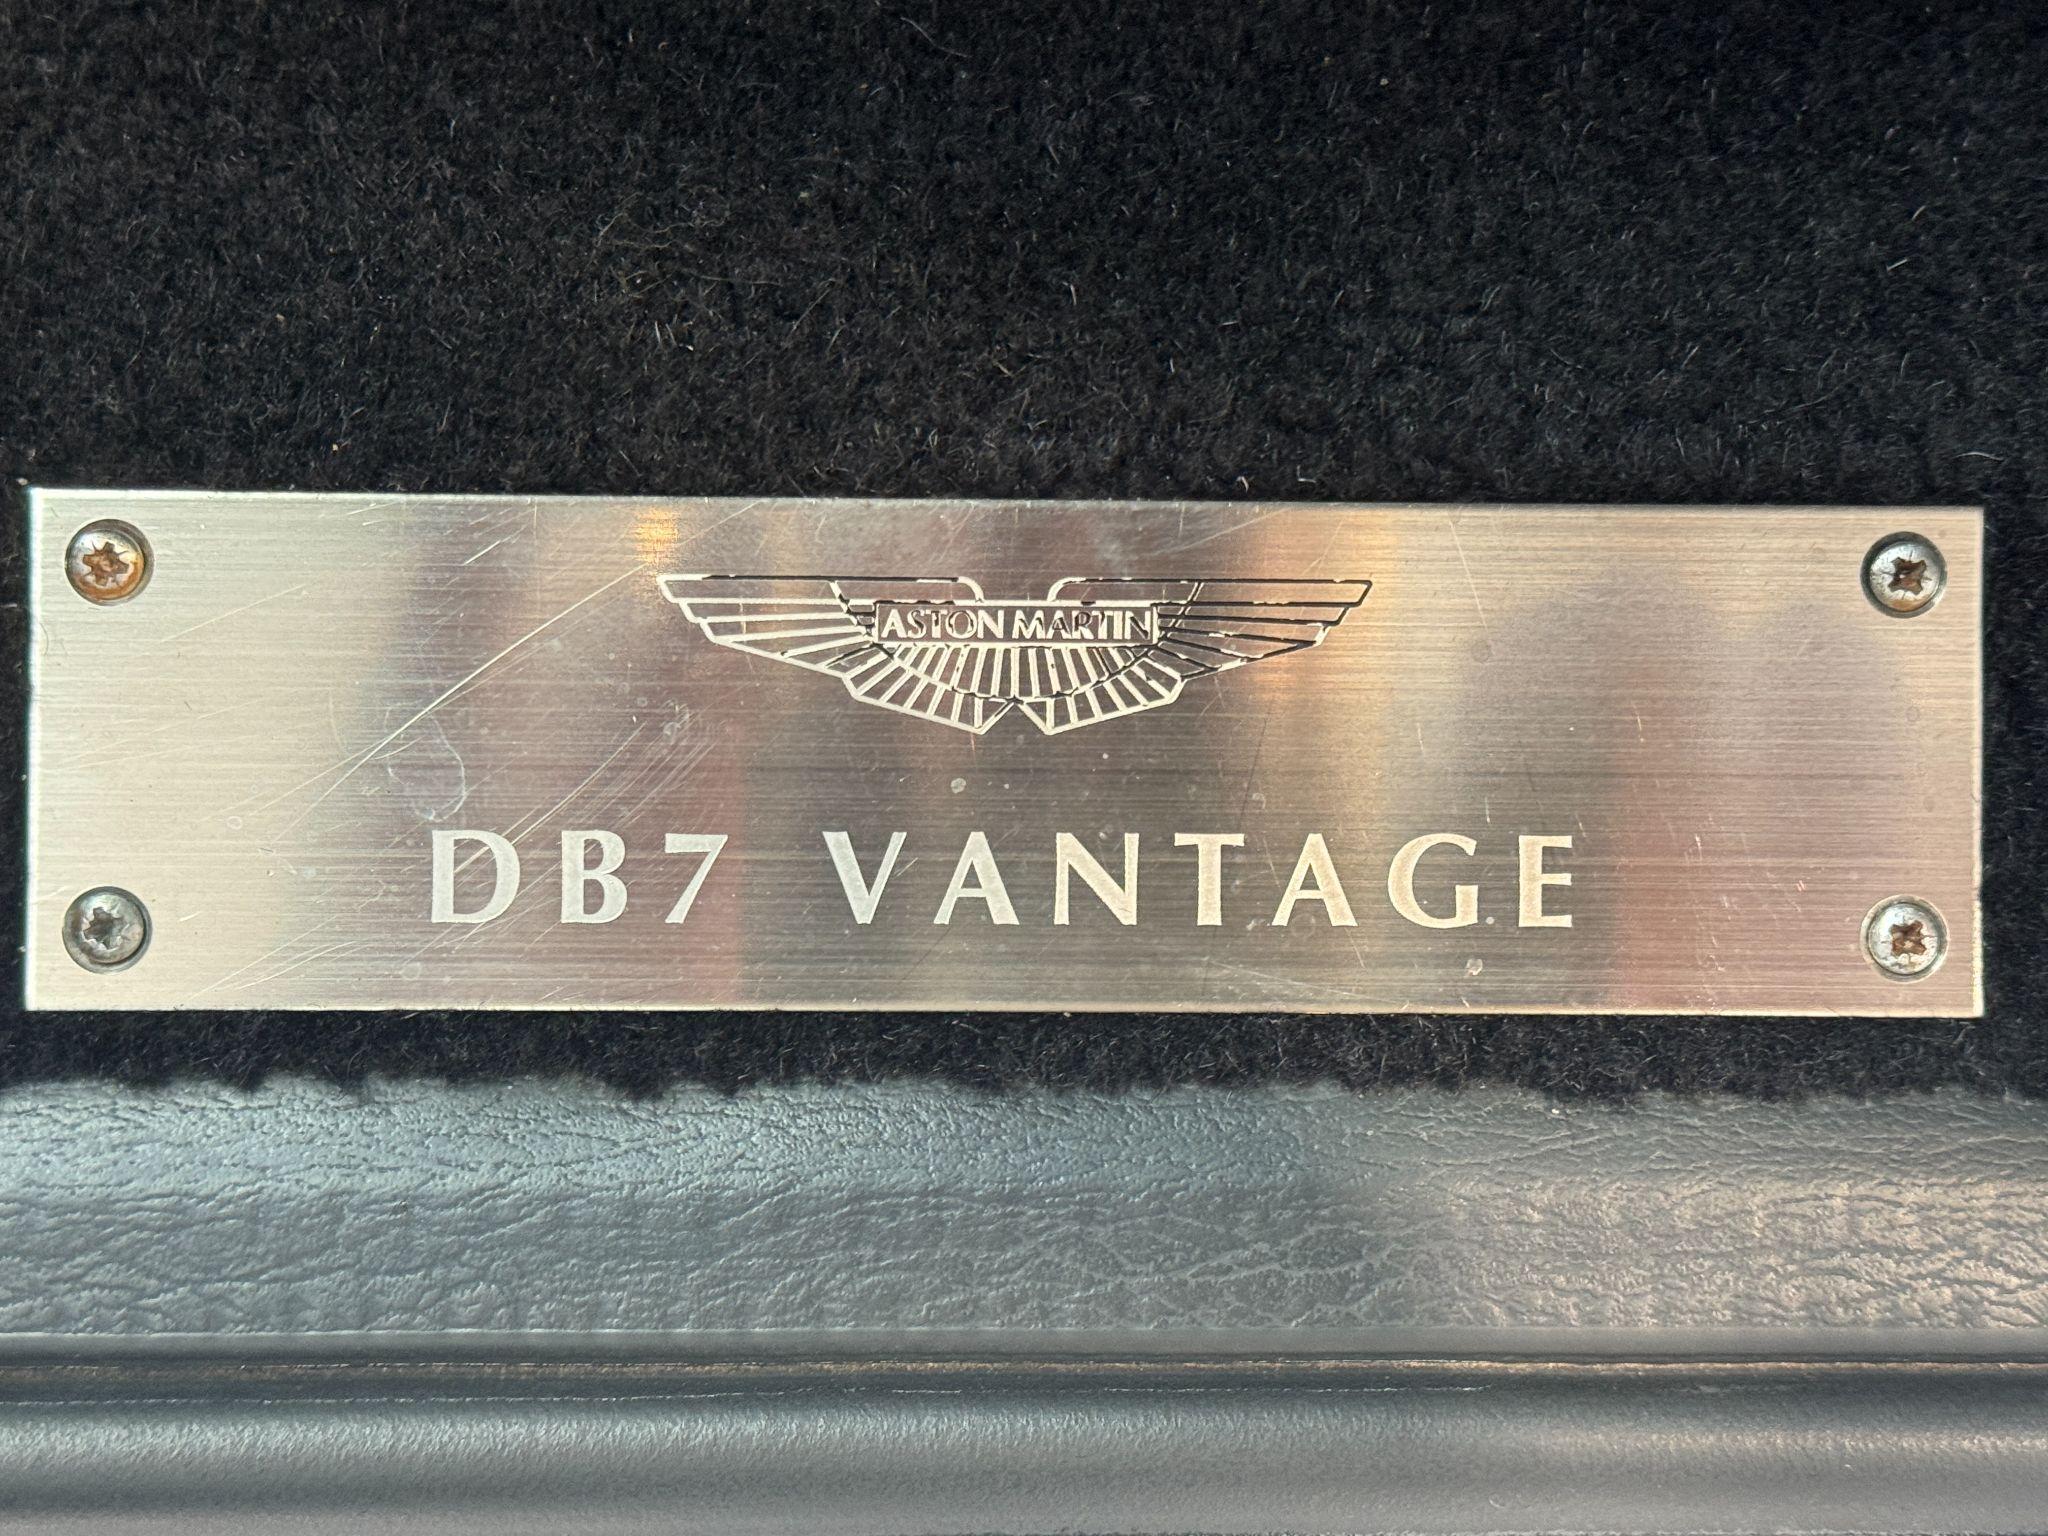 ASTON MARTIN
DB7 VANTAGE